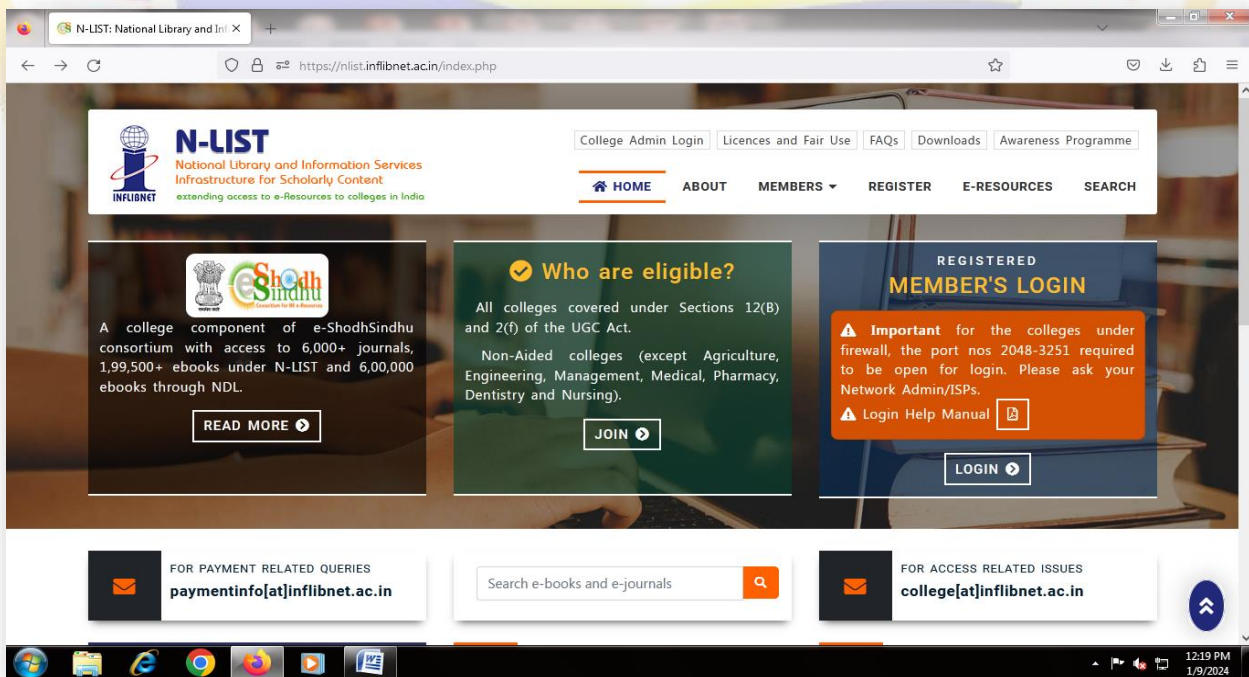 N-LIST: National Library and Inf
https://nlist.inflibnet.ac.in/index.php
INFLIBNET
N-LIST
National Library and Information Services
Infrastructure for Scholarly Content
extending access to e-Resources to colleges in India
College Admin Login Licences and Fair Use FAQs Downloads Awareness Programme
HOME ABOUT MEMBERS REGISTER E-RESOURCES SEARCH
e-Shodh
Sindhu
A college component of e-ShodhSindhu
consortium with access to 6,000+ journals,
1,99,500+ ebooks under N-LIST and 6,00,000
ebooks through NDL.
READ MORE
Who are eligible?
All colleges covered under Sections 12(B)
and 2(f) of the UGC Act.
Non-Aided colleges (except Agriculture,
Engineering, Management, Medical, Pharmacy,
Dentistry and Nursing).
JOIN
REGISTERED
MEMBER'S LOGIN
Important for the colleges under
firewall, the port nos 2048-3251 required
to be open for login. Please ask your
Network Admin/ISPs.
Login Help Manual
LOGIN
FOR PAYMENT RELATED QUERIES
paymentinfo[at]inflibnet.ac.in
Search e-books and e-journals
FOR ACCESS RELATED ISSUES
college[at]inflibnet.ac.in
12:19 PM
1/9/2024